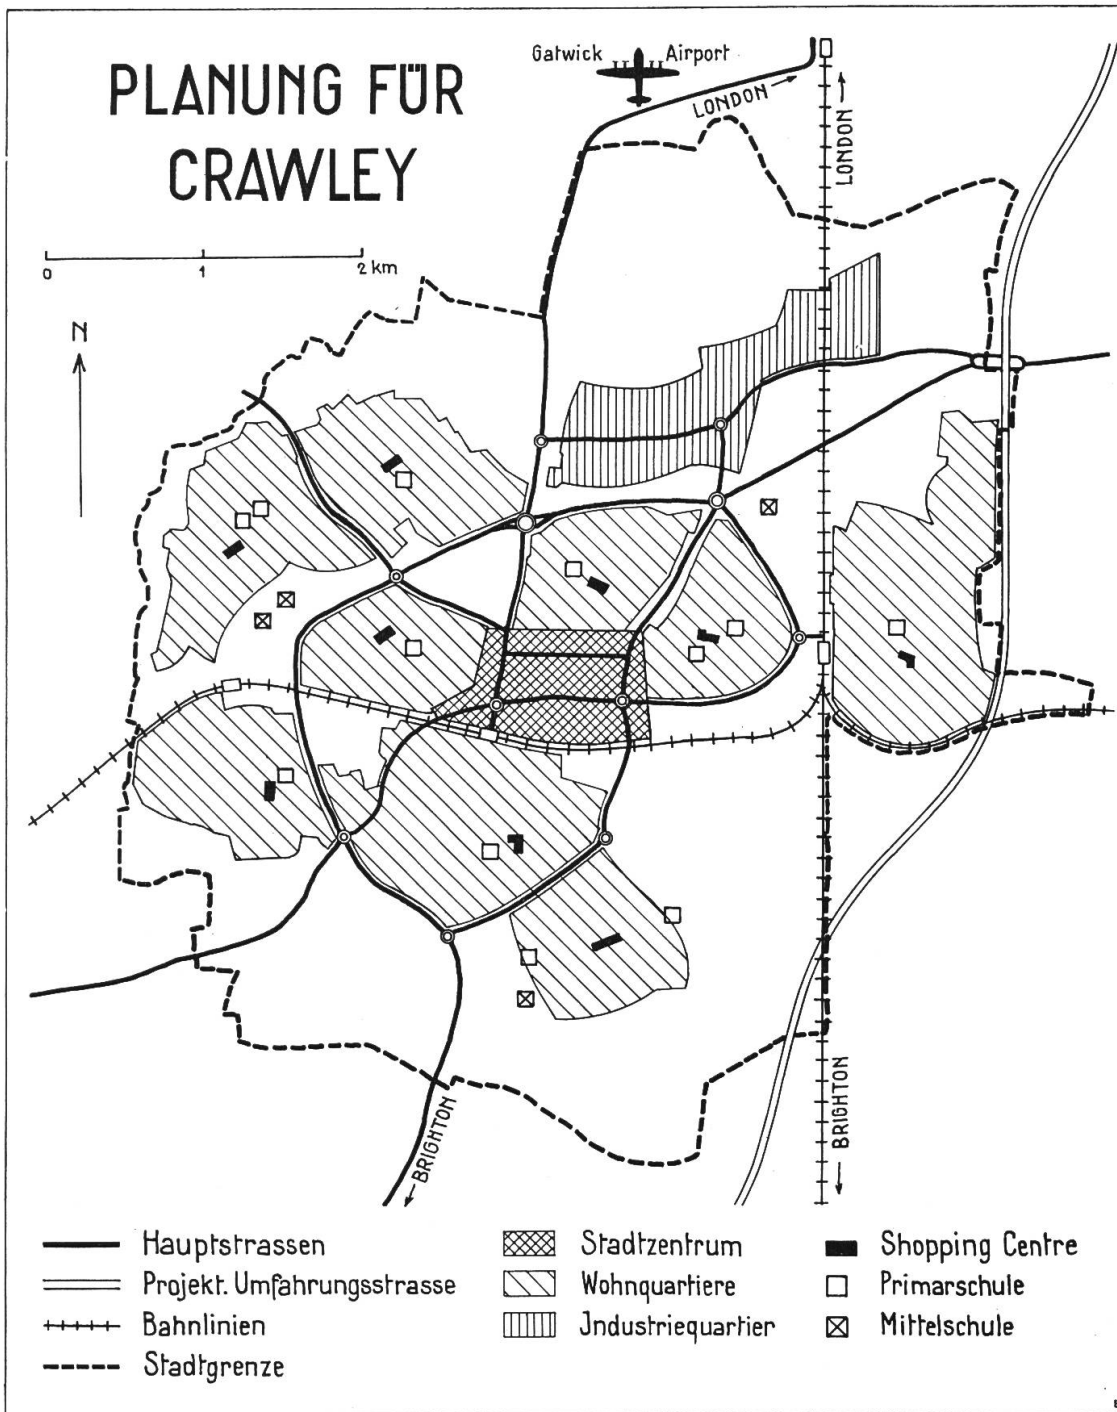 PLANUNG FÜR
CRAWLEY
Gatwick Airport
LONDON
LONDON
0 1 2 km
N
BRIGHTON
BRIGHTON
Hauptstrassen
Projekt. Umfahrungsstrasse
Bahnlinien
Stadtgrenze
Stadtzentrum
Wohnquartiere
Jndustriequartier
Shopping Centre
Primarschule
Mittelschule